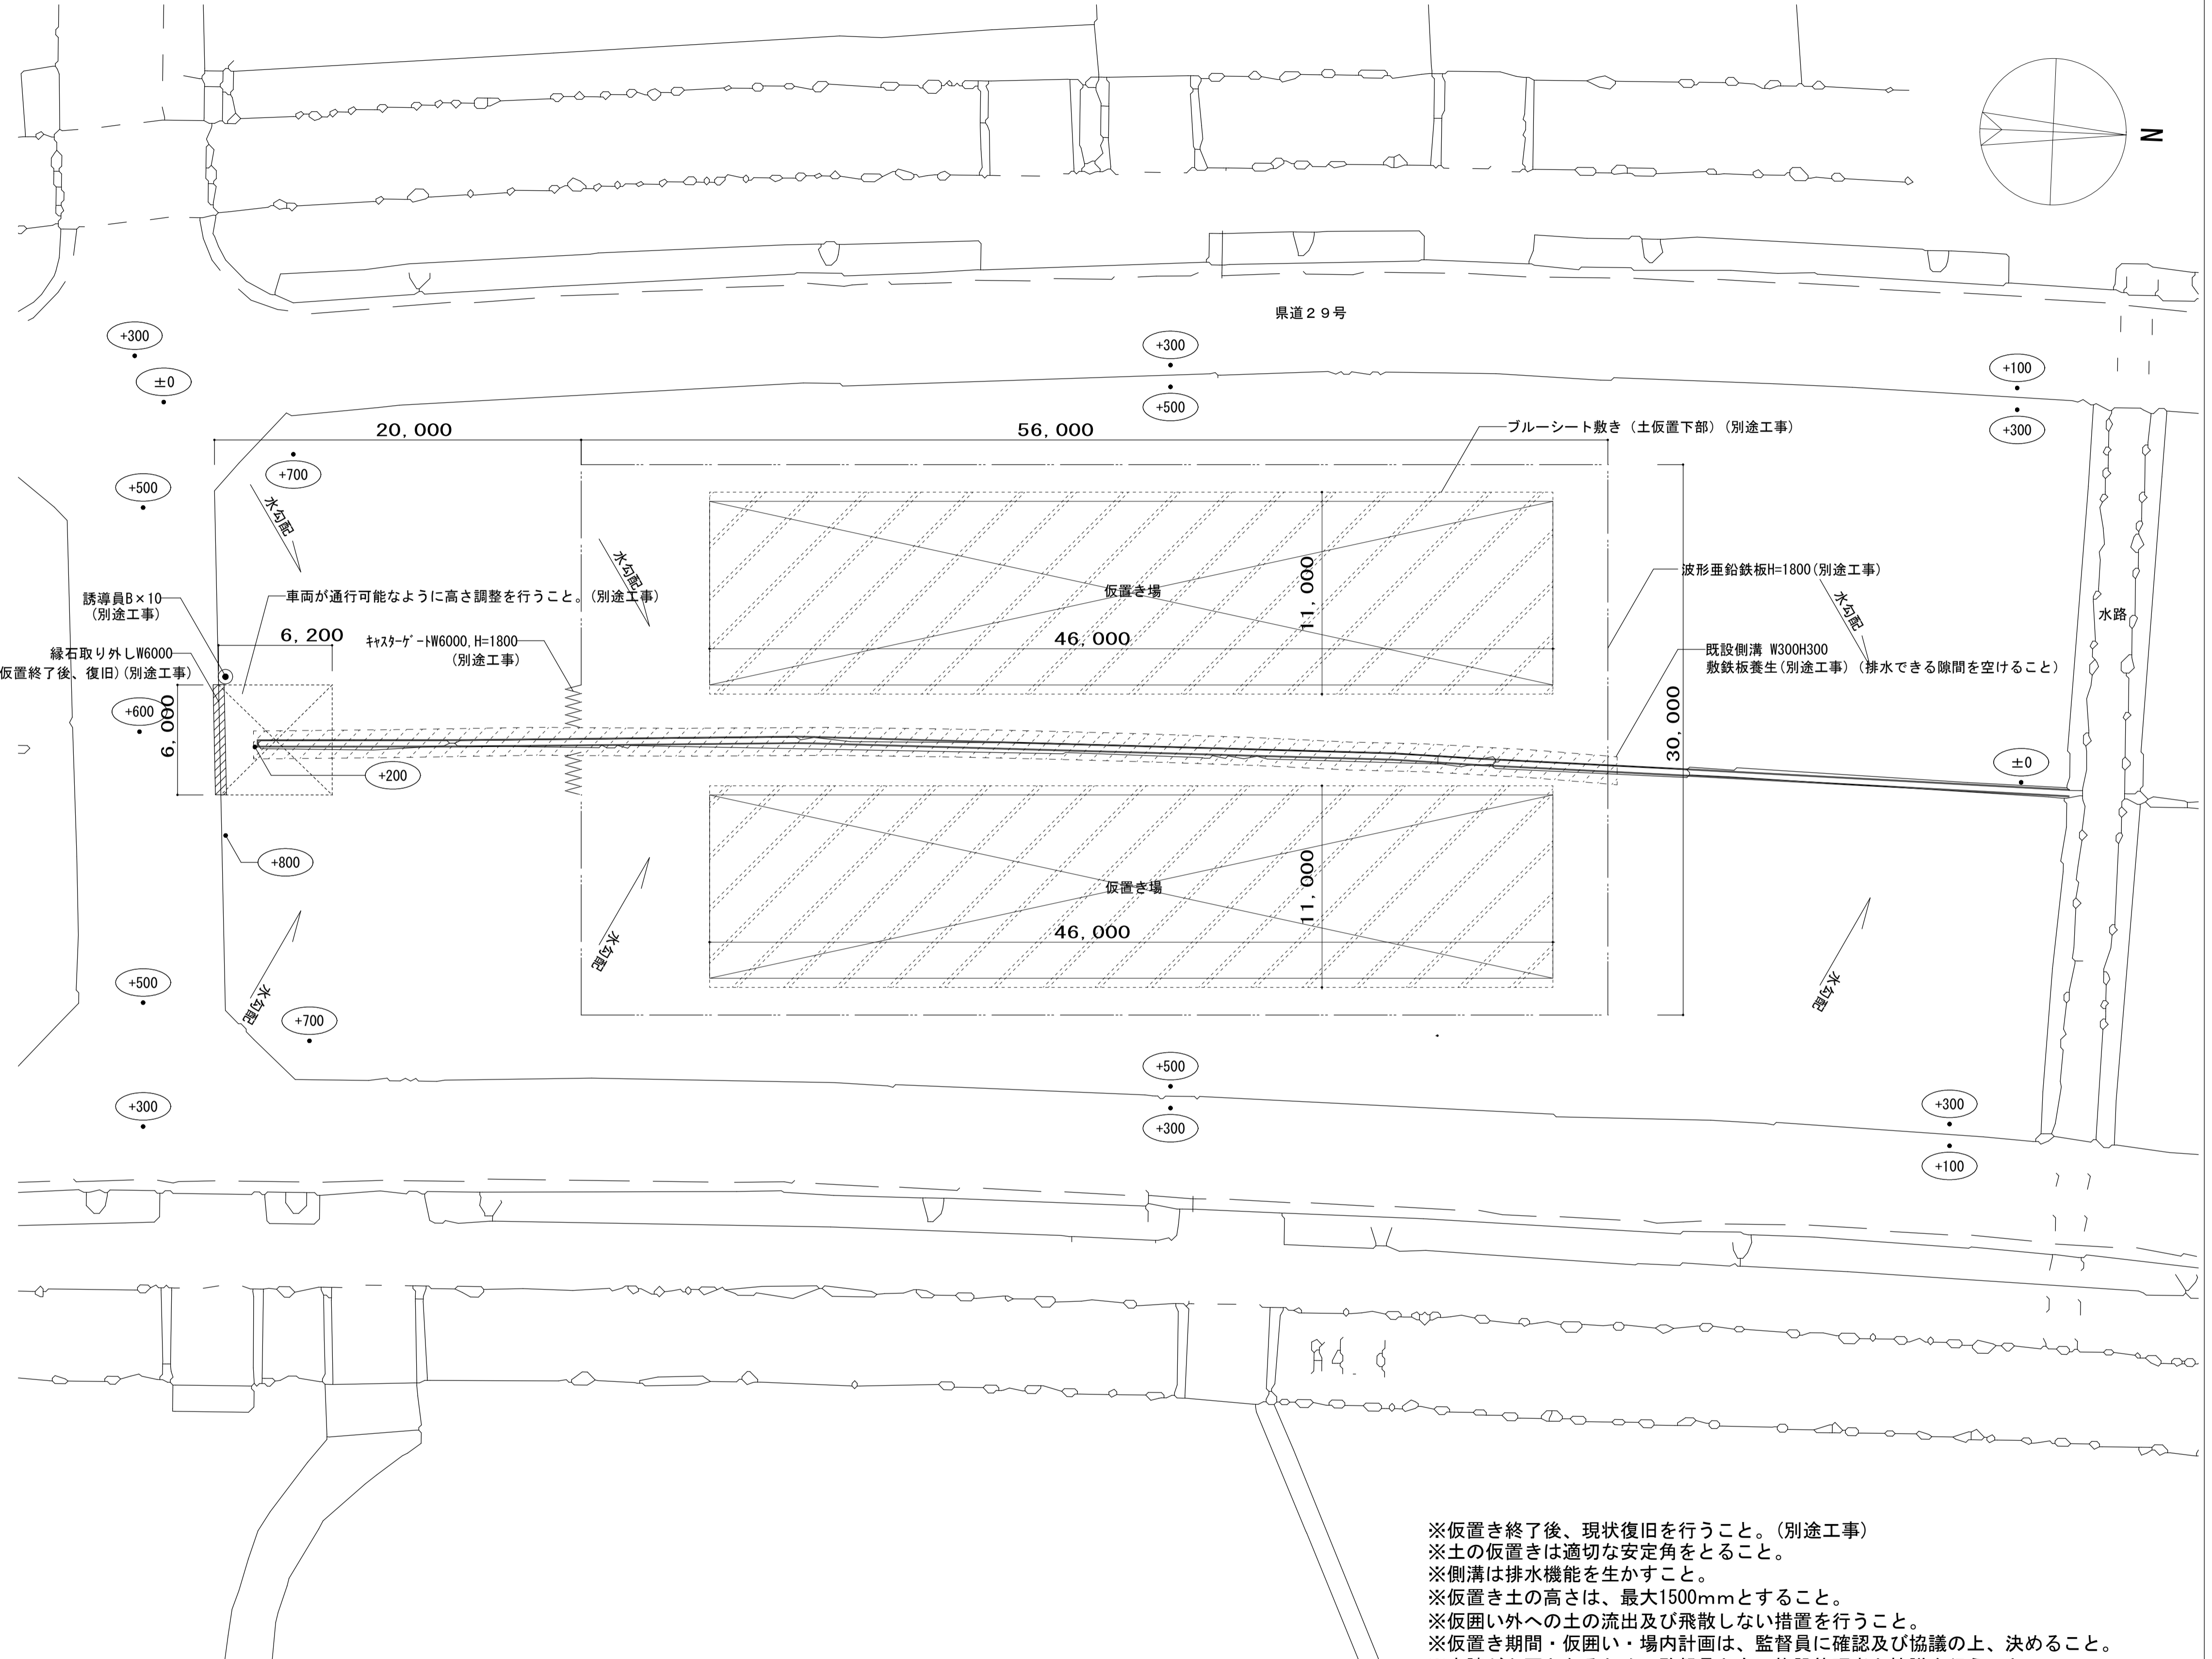 N
県道２９号
+300
±0
+300
+500
+100
+300
20,000
56,000
ブルーシート敷き（土仮置下部）(別途工事)
+700
+500
水勾配
水勾配
波形亜鉛鉄板H=1800(別途工事)
水勾配
水路
誘導員B×10
(別途工事)
車両が通行可能なように高さ調整を行うこと。(別途工事)
仮置き場
11,000
46,000
6,200
ｷｬｽﾀｰｹﾞｰﾄW6000,H=1800
(別途工事)
縁石取り外しW6000
仮置終了後、復旧)(別途工事)
既設側溝 W300H300
敷鉄板養生(別途工事)（排水できる隙間を空けること）
+600
6,000
30,000
+200
±0
+800
仮置き場
11,000
46,000
水勾配
水勾配
水勾配
+500
+700
+500
+300
+300
+300
+100
※仮置き終了後、現状復旧を行うこと。(別途工事)
※土の仮置きは適切な安定角をとること。
※側溝は排水機能を生かすこと。
※仮置き土の高さは、最大1500mmとすること。
※仮囲い外への土の流出及び飛散しない措置を行うこと。
※仮置き期間・仮囲い・場内計画は、監督員に確認及び協議の上、決めること。